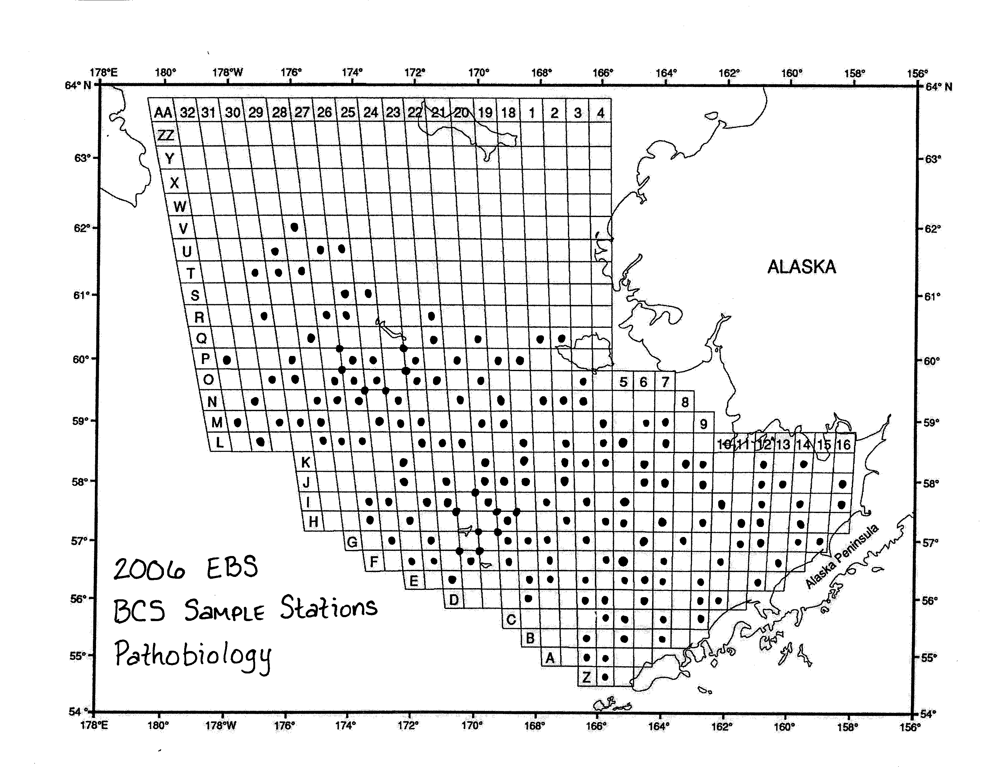 178°E 180° 178°W 176° 174° 172° 170° 168° 166° 164° 162° 160° 158° 156°
64° N 64° N
AA 32 31 30 29 28 27 26 25 24 23 22 21 20 19 18 1 2 3 4
ZZ
63° Y 63°
X
W
62° V 62°
U
T ALASKA
61° S 61°
R
Q
60° P 60°
O 5 6 7
N 8
59° M 9 59°
L 10 11 12 13 14 15 16
K
58° J 58°
I
H
57° G 57°
F
Alaska Peninsula
E
56° D 56°
C
B
55° A 55°
Z
2006 EBS
BCS SAMPLE Stations
Pathobiology
54° 54°
178°E 180° 178°W 176° 174° 172° 170° 168° 166° 164° 162° 160° 158° 156°